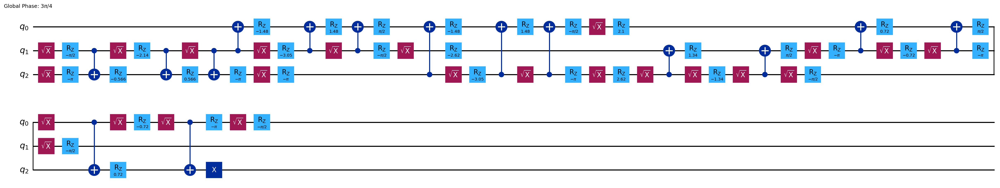 Global Phase: 3π/4
q0 RZ −1.48 RZ 1.48 RZ π/2 RZ −1.48 RZ 1.48 RZ −π/2 √X RZ 2.1 RZ 0.72 RZ π/2
q1 √X RZ −π/2 √X RZ −2.14 √X √X RZ −3.05 √X RZ −π/2 √X RZ −2.62 RZ 1.34 RZ π/2 √X RZ −π √X RZ −0.72 √X RZ −π
q2 √X RZ −π RZ −0.566 RZ 0.566 RZ −π √X RZ −π √X RZ −3.05 √X RZ −π √X RZ 2.62 √X √X RZ −1.34 √X √X RZ −π/2
q0 √X √X RZ −0.72 √X RZ −π √X RZ −π/2
q1 √X RZ −π/2
q2 RZ 0.72 X